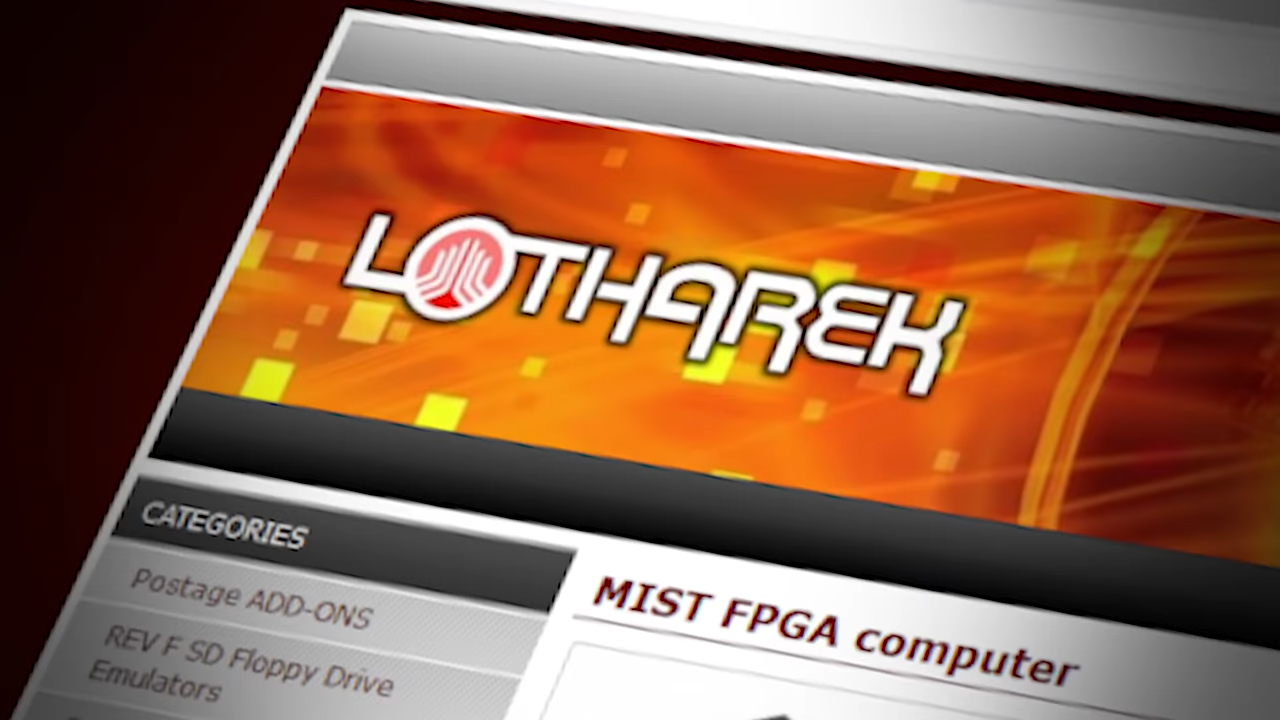 LOTHAREK
CATEGORIES
Postage ADD-ONS
REV F SD Floppy Drive
Emulators
MIST FPGA computer